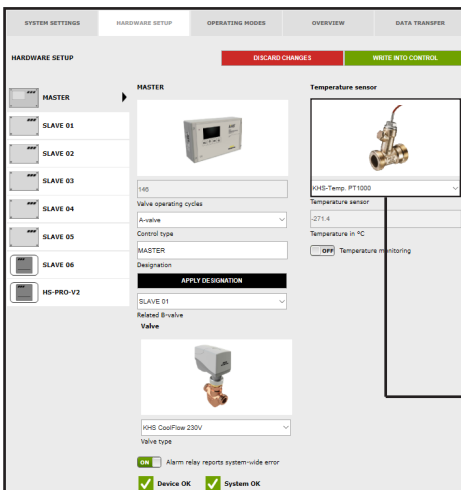 SYSTEM SETTINGS
HARDWARE SETUP
OPERATING MODES
OVERVIEW
DATA TRANSFER
HARDWARE SETUP
DISCARD CHANGES
WRITE INTO CONTROL
MASTER
SLAVE 01
SLAVE 02
SLAVE 03
SLAVE 04
SLAVE 05
SLAVE 06
HS-PRO-V2
MASTER
146
Valve operating cycles
A-valve
Control type
MASTER
Designation
APPLY DESIGNATION
SLAVE 01
Related B-valve
Valve
KHS CoolFlow 230V
Valve type
ON Alarm relay reports system-wide error
Device OK
System OK
Temperature sensor
KHS-Temp. PT1000
Temperature sensor
-271.4
Temperature in ºC
OFF Temperature monitoring